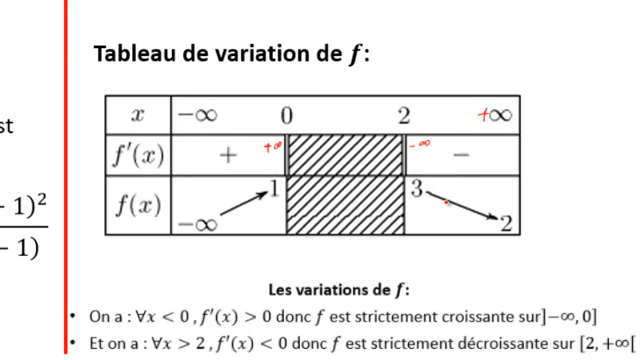 Tableau de variation de f:
st
x −∞ 0 2 +∞
f′(x) + +∞ -∞ −
− 1)²
− 1)
f(x) −∞ 1 3 2
Les variations de f:
• On a : ∀x < 0 , f′(x) > 0 donc f est strictement croissante sur]−∞, 0]
• Et on a : ∀x > 2 , f′(x) < 0 donc f est strictement décroissante sur [2, +∞[